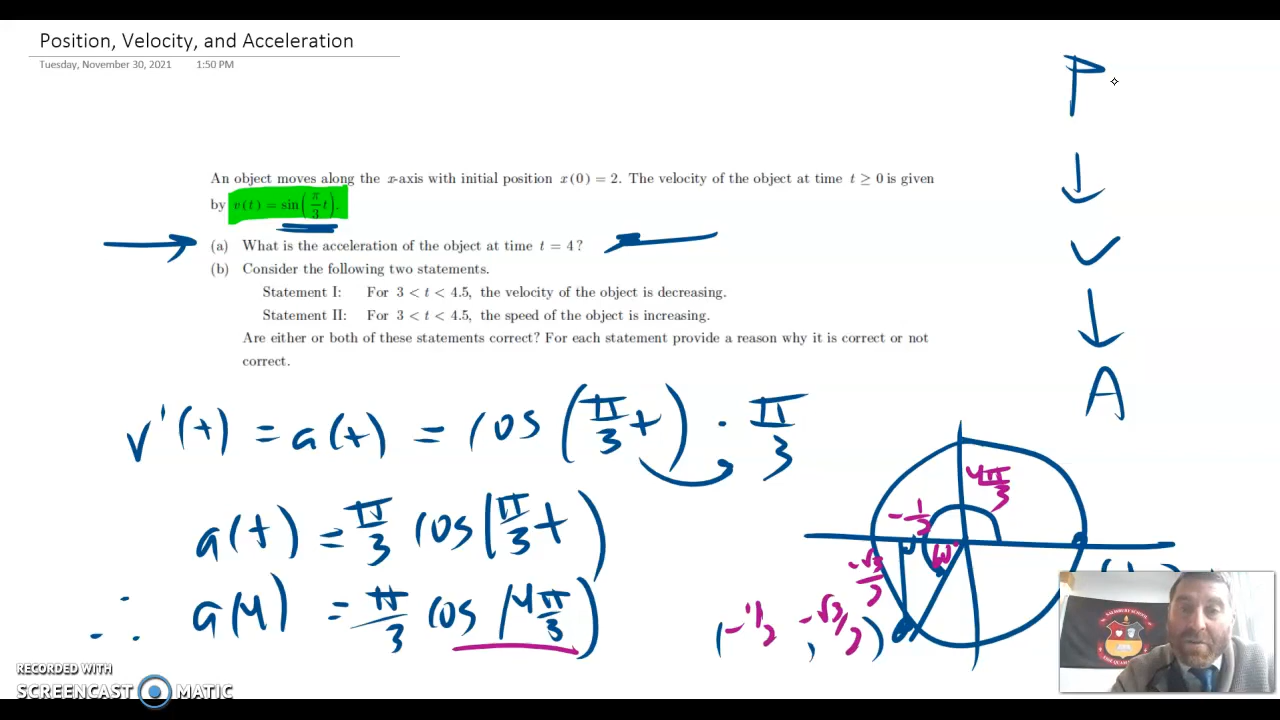 Position, Velocity, and Acceleration
Tuesday, November 30, 2021 1:50 PM
P
An object moves along the x-axis with initial position x(0) = 2. The velocity of the object at time t ≥ 0 is given
by v(t) = sin(π/3 t).
(a) What is the acceleration of the object at time t = 4?
V
(b) Consider the following two statements.
Statement I: For 3 < t < 4.5, the velocity of the object is decreasing.
Statement II: For 3 < t < 4.5, the speed of the object is increasing.
Are either or both of these statements correct? For each statement provide a reason why it is correct or not
correct.
A
v'(t) = a(t) = cos(π/3 t) · π/3
4π/3
a(t) = π/3 cos(π/3 t)
-1/2
60°
-√3/2
∴ a(4) = π/3 cos(4π/3)
(-1/2, -√3/2)
RECORDED WITH
SCREENCAST MATIC